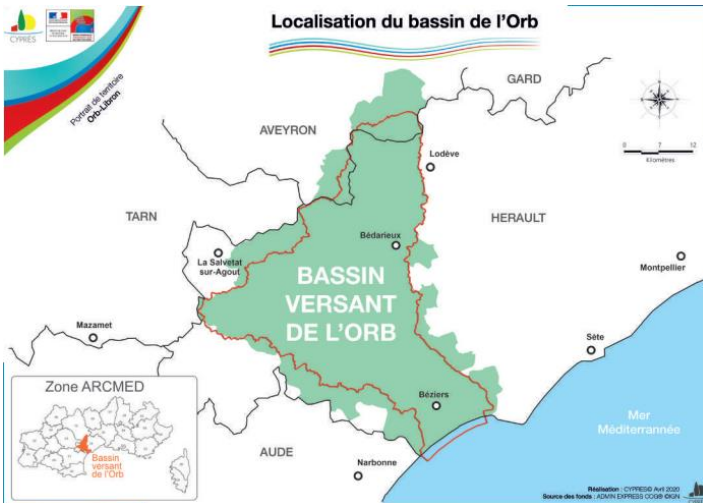 Localisation du bassin de l'Orb
CYPRES
Portrait de territoire
Orb-Libron
GARD
AVEYRON
Lodève
0 7 12
Kilomètres
TARN
HERAULT
La Salvetat
sur-Agout
Bédarieux
Montpellier
BASSIN
VERSANT
DE L'ORB
Mazamet
Sète
Zone ARCMED
Béziers
Mer
Méditerrannée
Bassin
versant
de l'Orb
AUDE
Narbonne
Réalisation : CYPRES© Avril 2020
Source des fonds : ADMIN EXPRESS COG® ©IGN